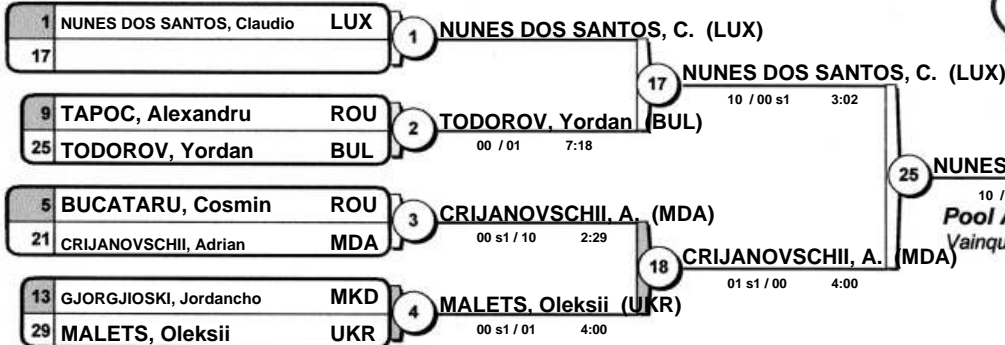 1 NUNES DOS SANTOS, Claudio LUX
17
1 NUNES DOS SANTOS, C. (LUX)
9 TAPOC, Alexandru ROU
25 TODOROV, Yordan BUL
2 TODOROV, Yordan (BUL)
00 / 01 7:18
17 NUNES DOS SANTOS, C. (LUX)
10 / 00 s1 3:02
5 BUCATARU, Cosmin ROU
21 CRIJANOVSCHII, Adrian MDA
3 CRIJANOVSCHII, A. (MDA)
00 s1 / 10 2:29
13 GJORGJIOSKI, Jordancho MKD
29 MALETS, Oleksii UKR
4 MALETS, Oleksii (UKR)
00 s1 / 01 4:00
18 CRIJANOVSCHII, A. (MDA)
01 s1 / 00 4:00
25 NUNES
10 /
Pool